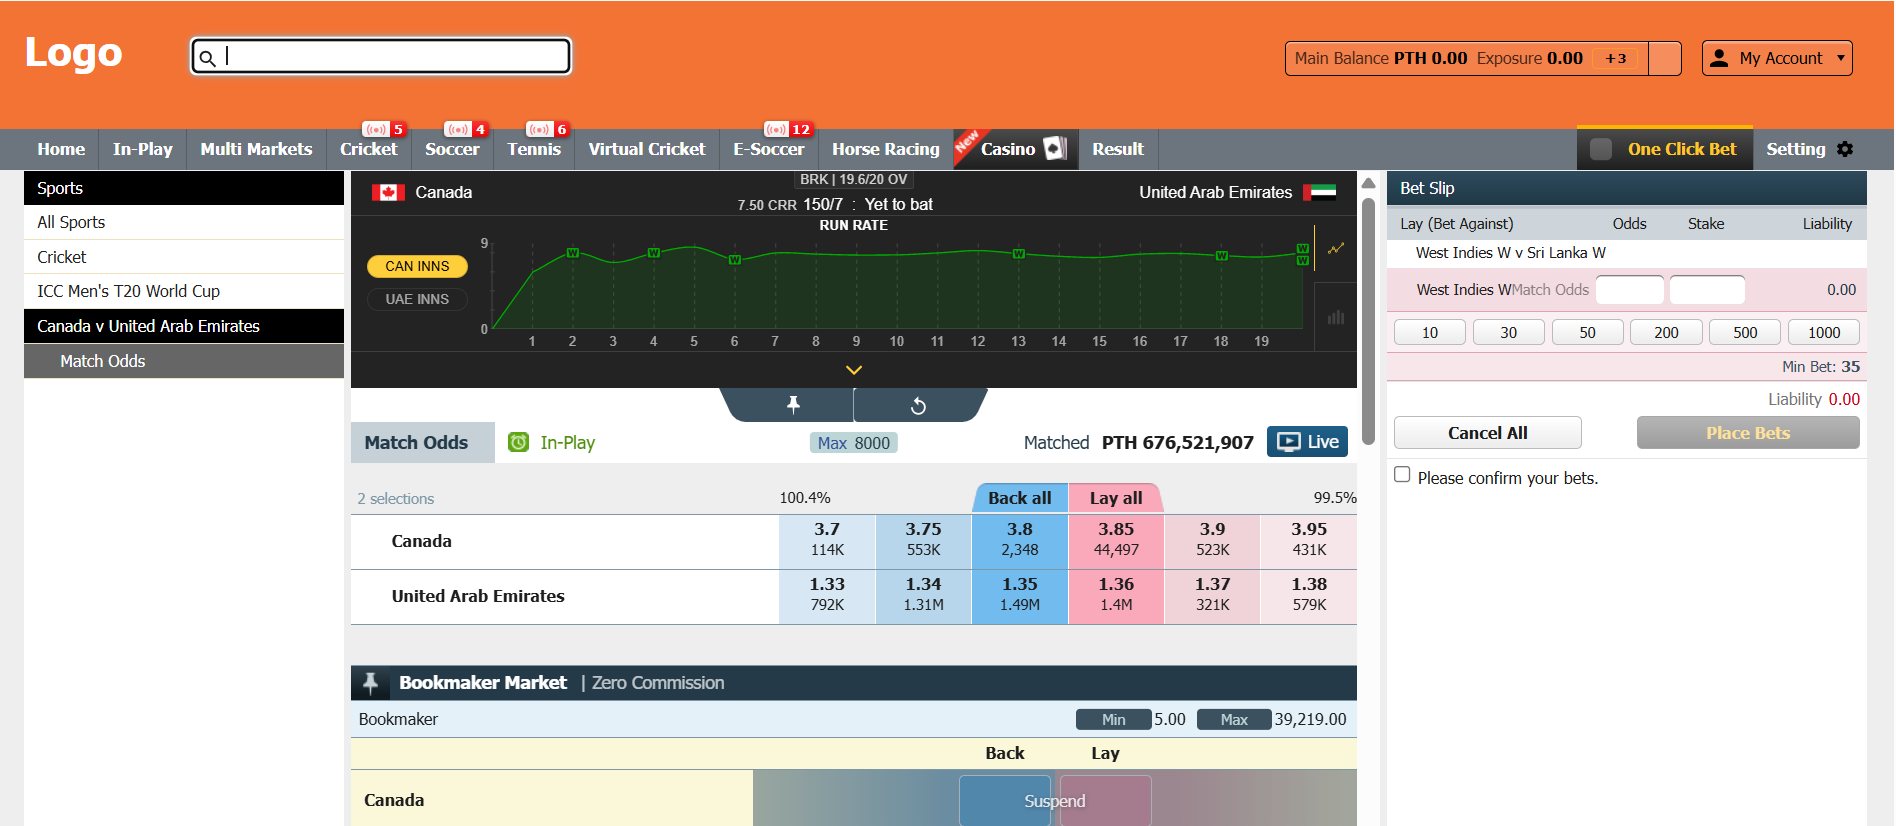 Logo
Main Balance PTH 0.00 Exposure 0.00 +3
My Account
Home In-Play Multi Markets Cricket 5 Soccer 4 Tennis 6 Virtual Cricket E-Soccer 12 Horse Racing New Casino Result One Click Bet Setting
Sports
All Sports
Cricket
ICC Men's T20 World Cup
Canada v United Arab Emirates
Match Odds
BRK | 19.6/20 OV
Canada United Arab Emirates
7.50 CRR 150/7 : Yet to bat
RUN RATE
CAN INNS
UAE INNS
9
W W W W W W W
0
1 2 3 4 5 6 7 8 9 10 11 12 13 14 15 16 17 18 19
Match Odds In-Play Max 8000 Matched PTH 676,521,907 Live
2 selections 100.4% Back all Lay all 99.5%
Canada 3.7 3.75 3.8 3.85 3.9 3.95
114K 553K 2,348 44,497 523K 431K
United Arab Emirates 1.33 1.34 1.35 1.36 1.37 1.38
792K 1.31M 1.49M 1.4M 321K 579K
Bookmaker Market | Zero Commission
Bookmaker Min 5.00 Max 39,219.00
Back Lay
Canada Suspend
Bet Slip
Lay (Bet Against) Odds Stake Liability
West Indies W v Sri Lanka W
West Indies WMatch Odds 0.00
10 30 50 200 500 1000
Min Bet: 35
Liability 0.00
Cancel All Place Bets
Please confirm your bets.